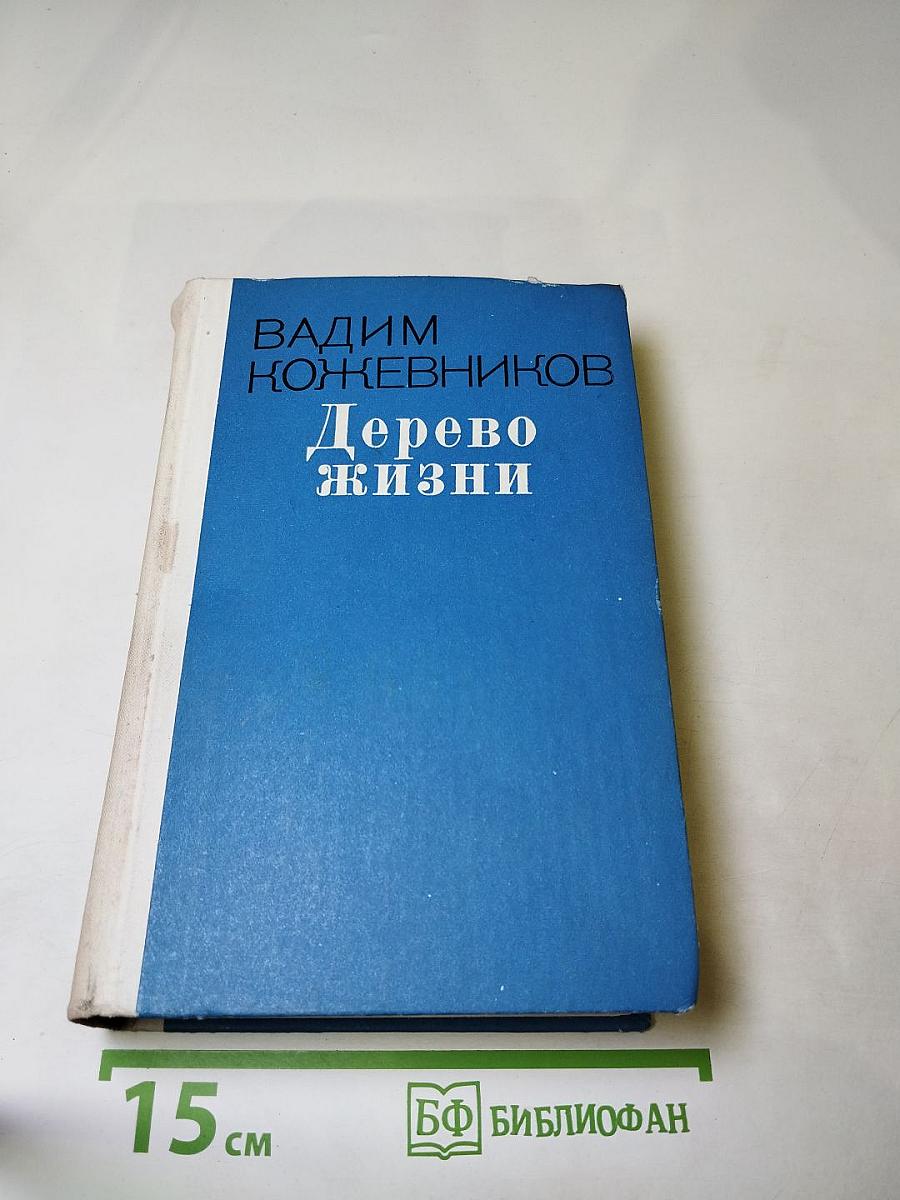 ВАДИМ
КОЖЕВНИКОВ
Дерево
жизни
15 см
БФ БИБЛИОФАН